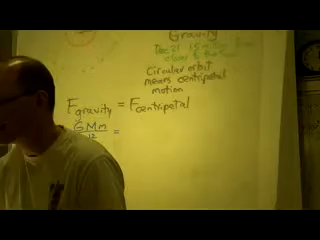 Gravity
Circular orbit
means centripetal
motion
F gravity = F centripetal
GMm =
r2